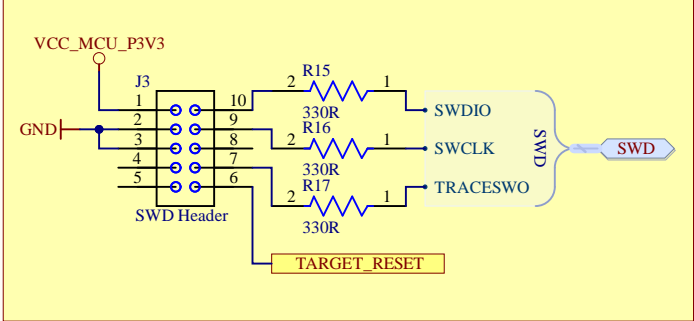 VCC_MCU_P3V3
J3
R15
2 1
1 10
330R
SWDIO
GND
2 9
R16
2 1
3 8
330R
SWCLK
SWD
SWD
4 7
R17
5 6
2 1
TRACESWO
SWD Header
330R
TARGET_RESET